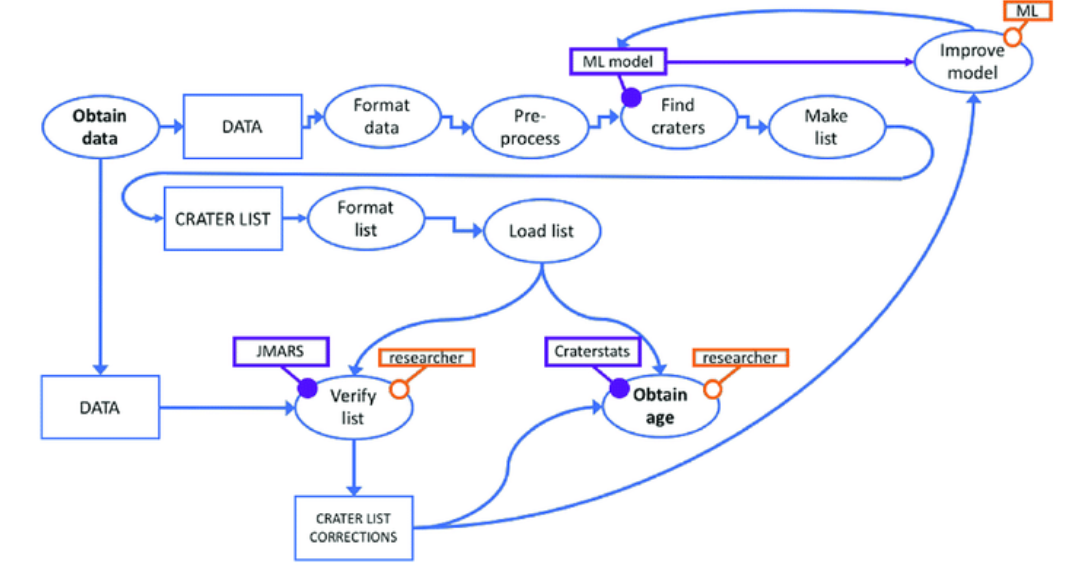 ML
ML model
Improve
model
Obtain
data
DATA
Format
data
Pre-
process
Find
craters
Make
list
CRATER LIST
Format
list
Load list
JMARS
researcher
Craterstats
researcher
DATA
Verify
list
Obtain
age
CRATER LIST
CORRECTIONS